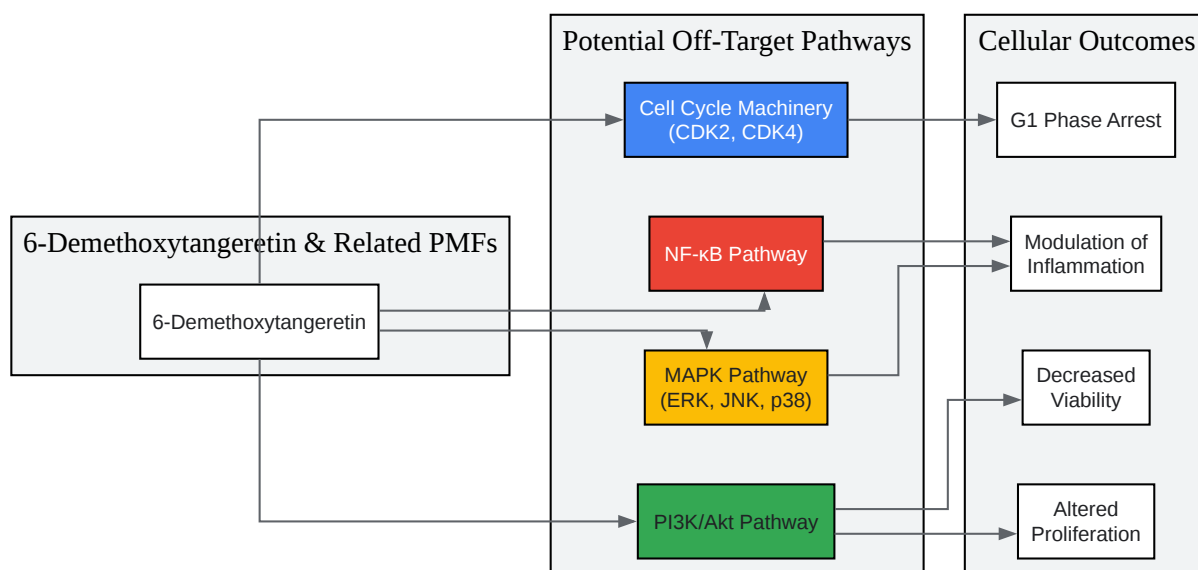 6-Demethoxytangeretin & Related PMFs
6-Demethoxytangeretin
Potential Off-Target Pathways
Cell Cycle Machinery
(CDK2, CDK4)
NF-κB Pathway
MAPK Pathway
(ERK, JNK, p38)
PI3K/Akt Pathway
Cellular Outcomes
G1 Phase Arrest
Modulation of
Inflammation
Decreased
Viability
Altered
Proliferation